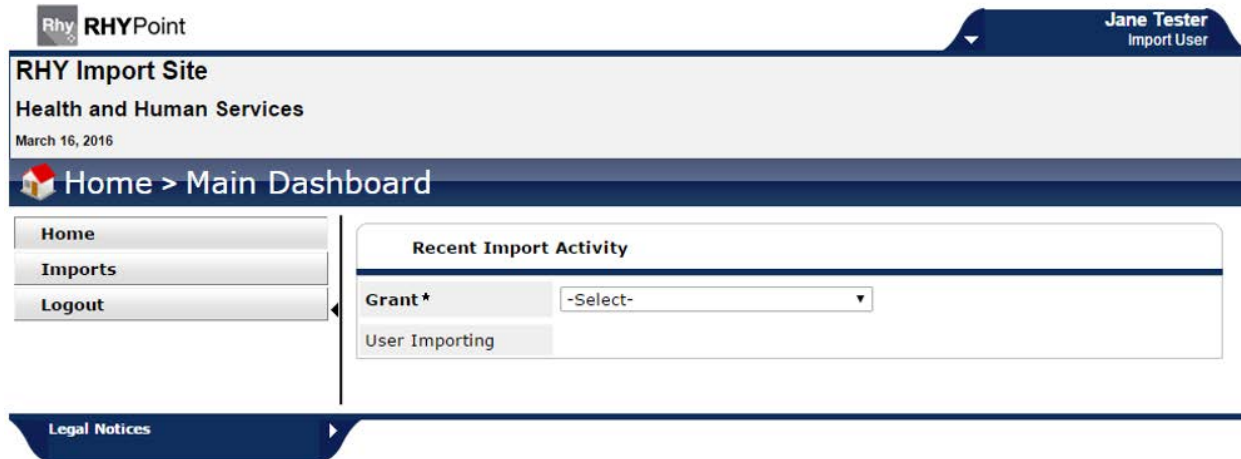 Rhy RHYPoint
Jane Tester
Import User
RHY Import Site
Health and Human Services
March 16, 2016
Home > Main Dashboard
Home
Imports
Logout
Recent Import Activity
Grant* -Select-
User Importing
Legal Notices